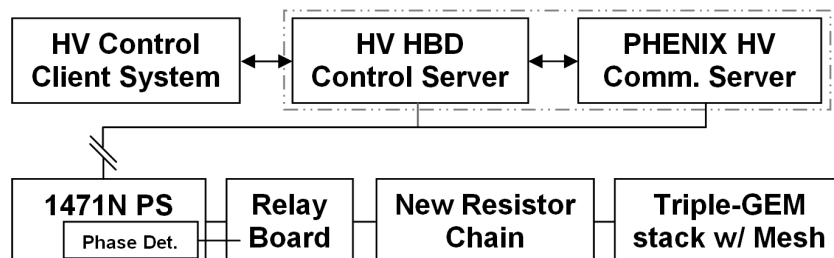 HV Control
Client System
HV HBD
Control Server
PHENIX HV
Comm. Server
1471N PS
Phase Det.
Relay
Board
New Resistor
Chain
Triple-GEM
stack w/ Mesh